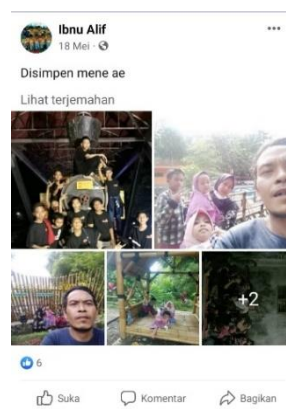 Ibnu Alif
18 Mei ·
Disimpen mene ae
Lihat terjemahan
+2
6
Suka Komentar Bagikan